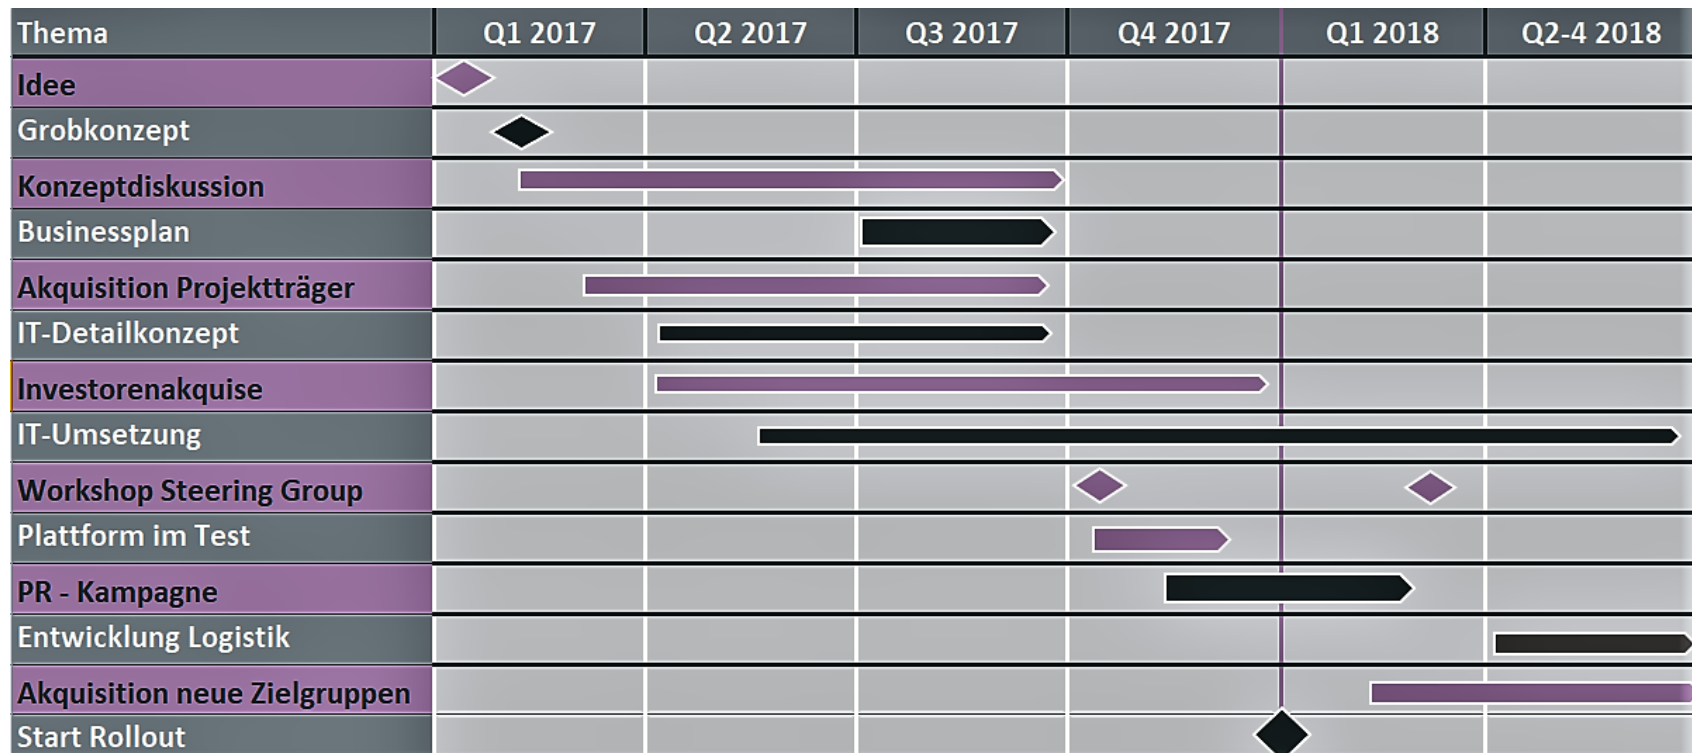 Thema Q1 2017 Q2 2017 Q3 2017 Q4 2017 Q1 2018 Q2-4 2018
Idee
Grobkonzept
Konzeptdiskussion
Businessplan
Akquisition Projektträger
IT-Detailkonzept
Investorenakquise
IT-Umsetzung
Workshop Steering Group
Plattform im Test
PR - Kampagne
Entwicklung Logistik
Akquisition neue Zielgruppen
Start Rollout